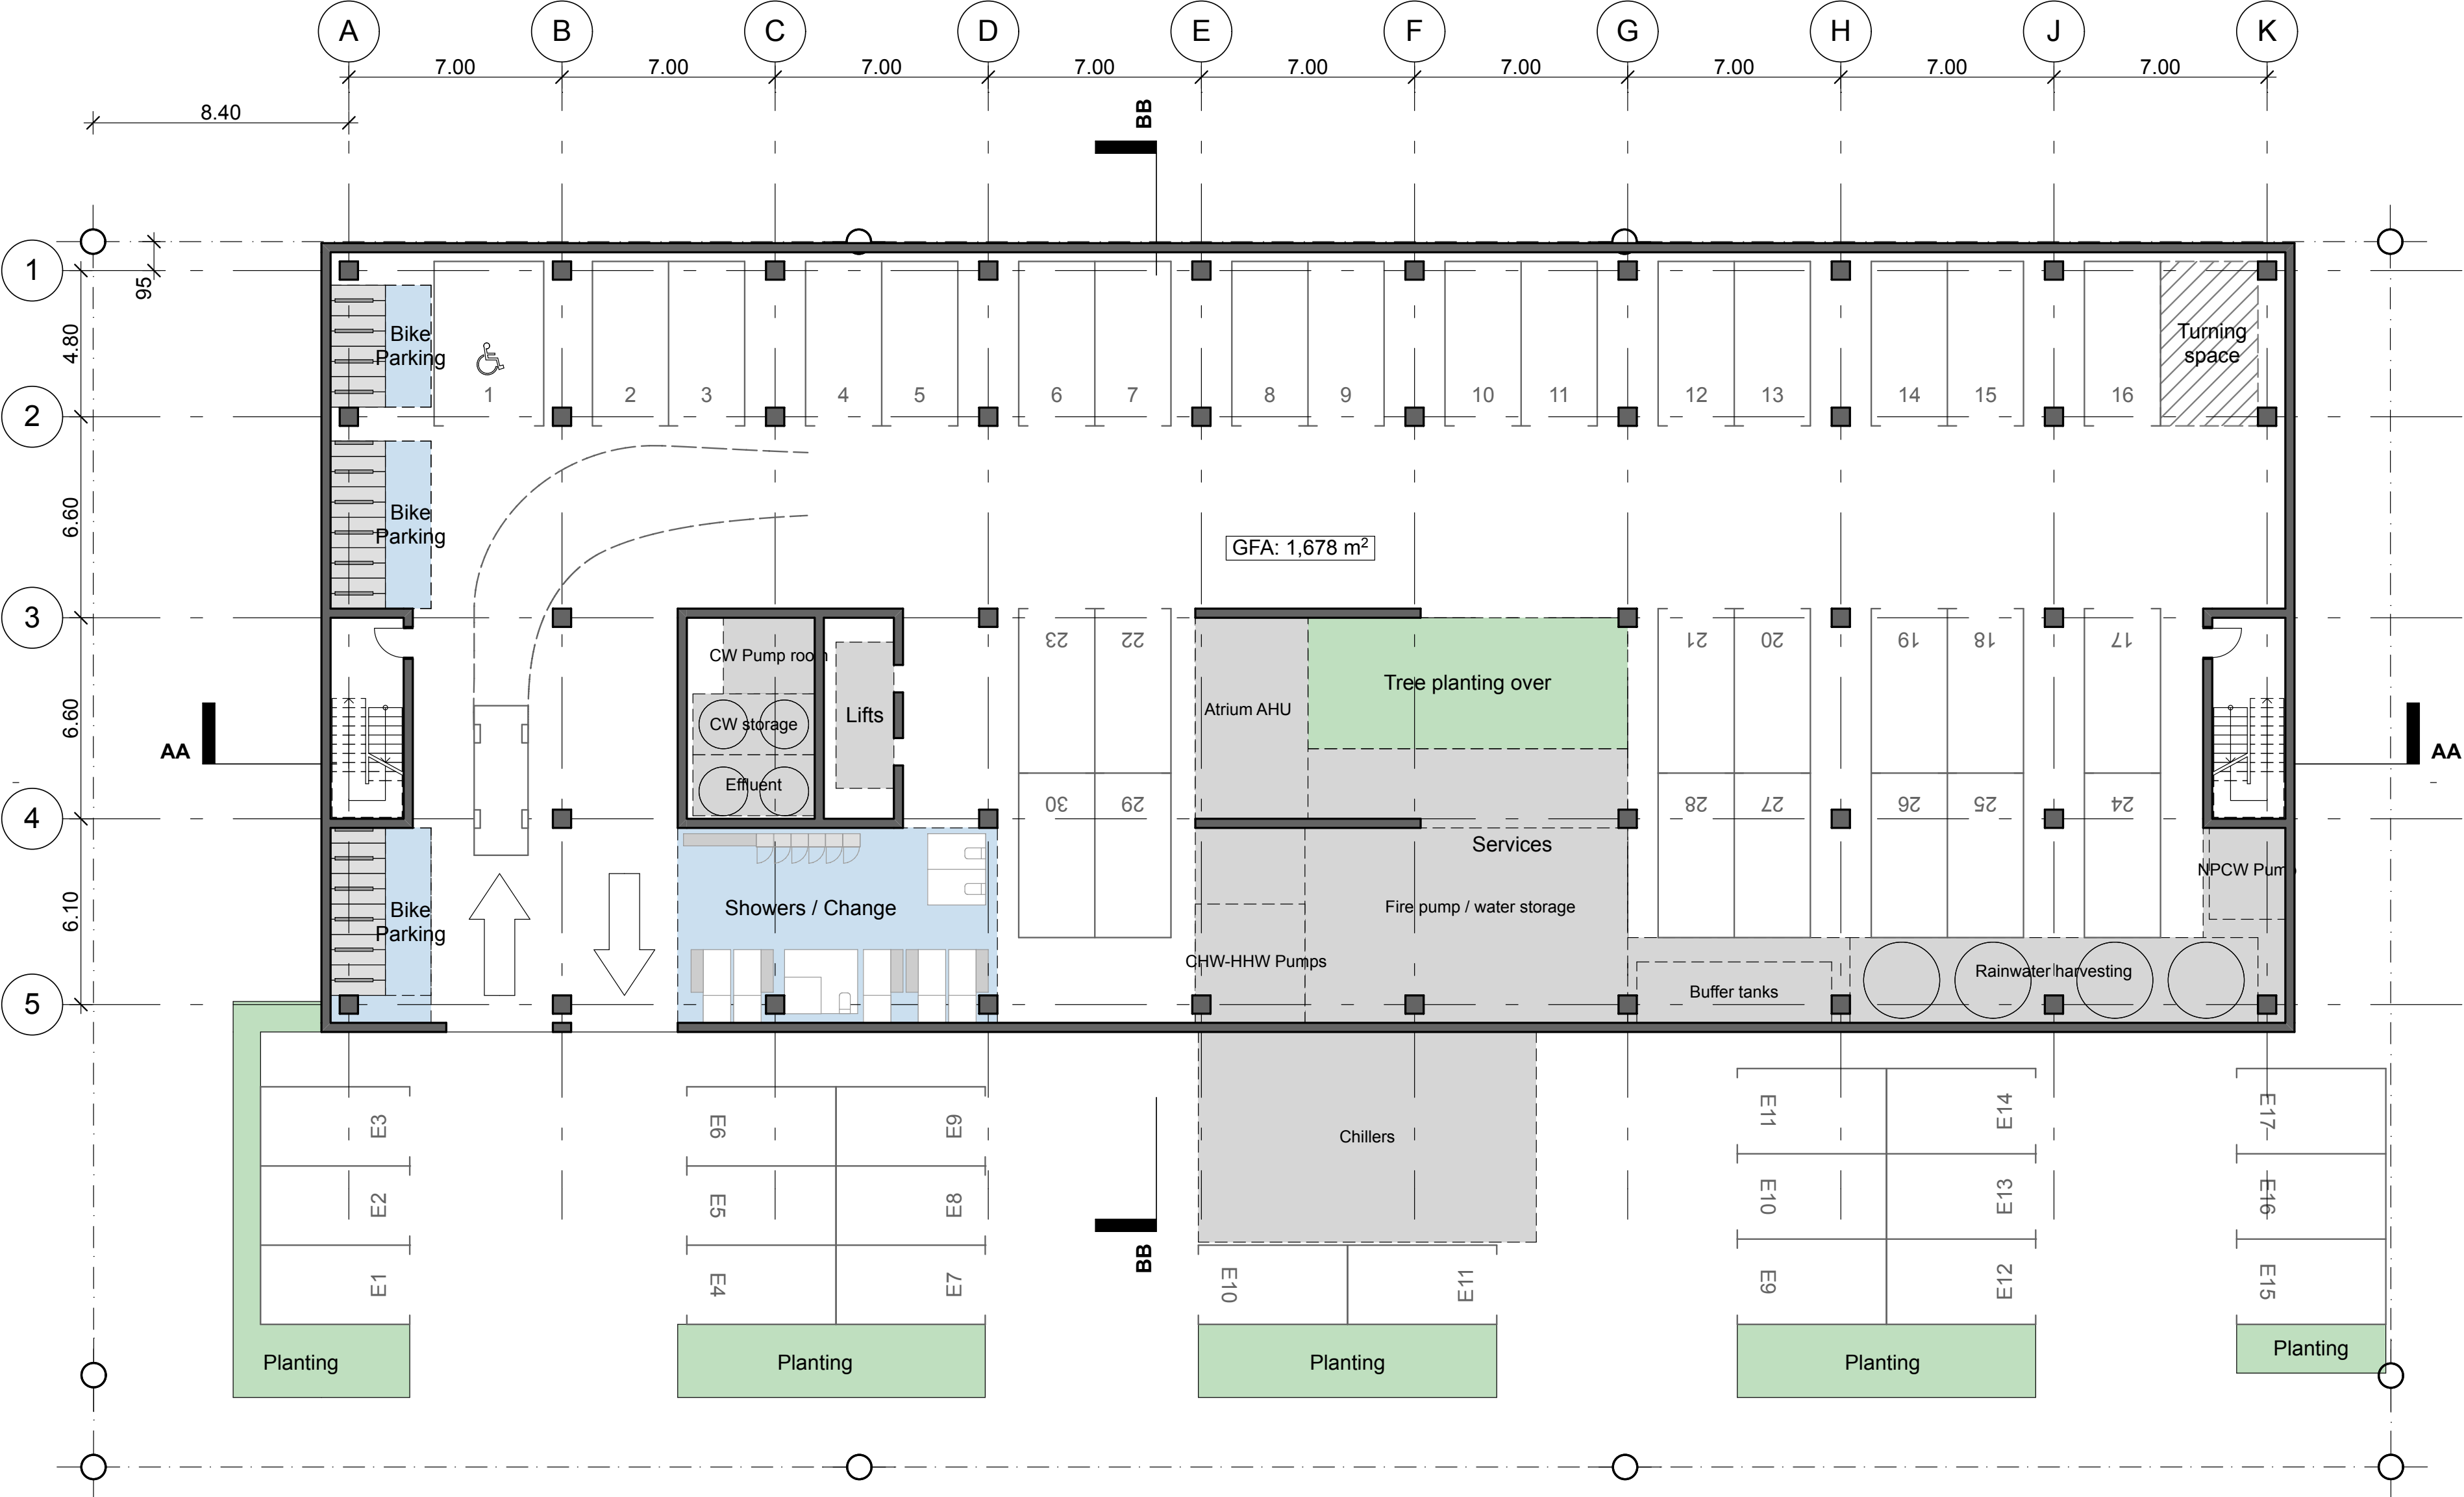 A B C D E F G H J K
7.00 7.00 7.00 7.00 7.00 7.00 7.00 7.00 7.00
8.40
BB
1
95
4.80
Bike
Parking
Turning
space
1 2 3 4 5 6 7 8 9 10 11 12 13 14 15 16
2
6.60
Bike
Parking
GFA: 1,678 m²
3
23 22 21 20 19 18 17
CW Pump room
Tree planting over
6.60
Lifts
Atrium AHU
CW storage
AA
AA
Effluent
30 29 28 27 26 25 24
4
Services
NPCW Pump
6.10
Bike
Parking
Showers / Change
Fire pump / water storage
CHW-HHW Pumps
Rainwater harvesting
Buffer tanks
5
E3 E6 E9 E11 E14 E17
Chillers
E2 E5 E8 E10 E13 E16
BB
E1 E4 E7 E10 E11 E9 E12 E15
Planting Planting Planting Planting Planting